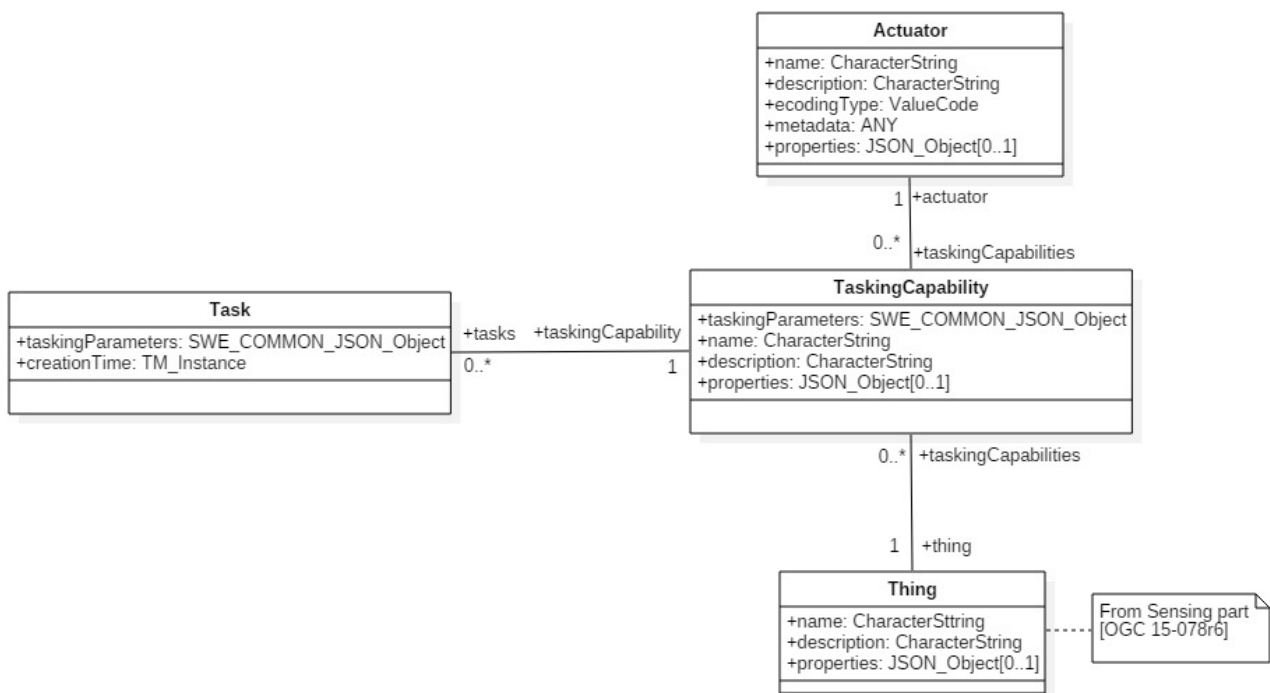 Actuator
+name: CharacterString
+description: CharacterString
+ecodingType: ValueCode
+metadata: ANY
+properties: JSON_Object[0..1]
1 +actuator
0..*
+taskingCapabilities
TaskingCapability
+taskingParameters: SWE_COMMON_JSON_Object
+name: CharacterString
+description: CharacterString
+properties: JSON_Object[0..1]
Task
+taskingParameters: SWE_COMMON_JSON_Object
+creationTime: TM_Instance
+tasks +taskingCapability
0..* 1
0..* +taskingCapabilities
1 +thing
Thing
+name: CharacterSttring
+description: CharacterString
+properties: JSON_Object[0..1]
From Sensing part
[OGC 15-078r6]